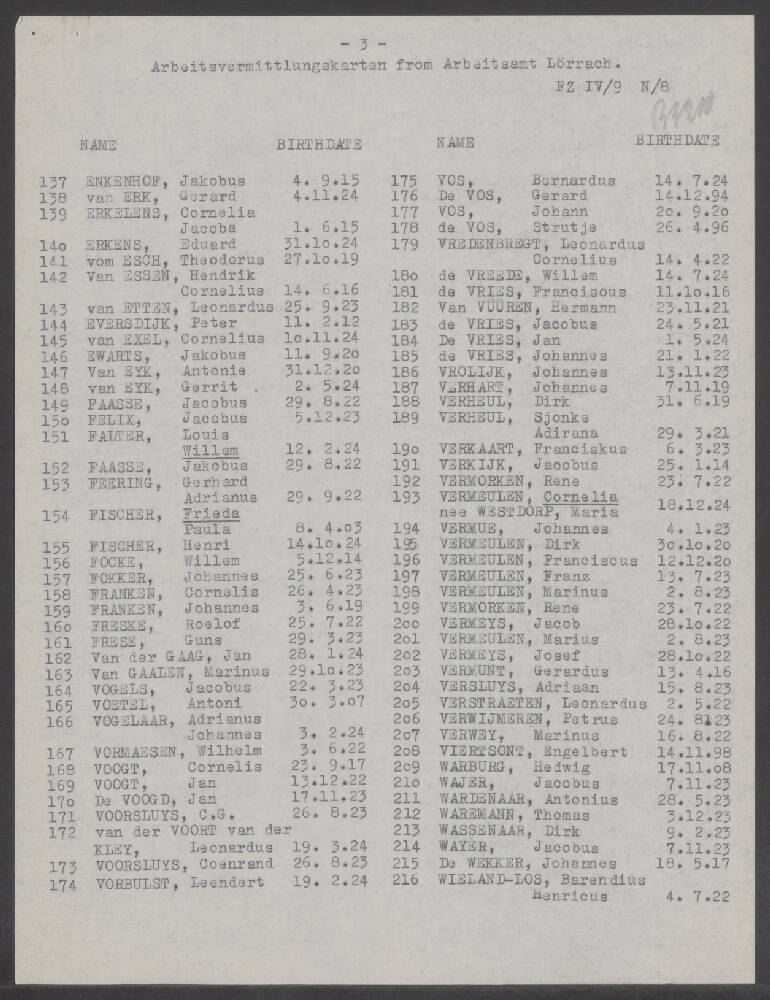 - 3 -
Arbeitsvermittlungskarten from Arbeitsamt Lörrach.
FZ IV/9 N/8
NAME BIRTHDATE
137 ENKENHOF, Jakobus 4. 9.15
138 van ERK, Gerard 4.11.24
139 ERKELENS, Cornelia
Jacoba 1. 6.15
140 ERKENS, Eduard 31.10.24
141 vom ESCH, Theodorus 27.10.19
142 Van ESSEN, Hendrik
Cornelius 14. 6.16
143 van ETTEN, Leonardus 25. 9.23
144 EVERSDIJK, Peter 11. 2.12
145 van EXEL, Cornelius 10.11.24
146 EWARTS, Jakobus 11. 9.20
147 Van EYK, Antonie 31.12.20
148 van EYK, Gerrit 2. 5.24
149 FAASSE, Jacobus 29. 8.22
150 FELIX, Jacobus 5.12.23
151 FALTER, Louis
Willem 12. 2.24
152 FAASSE, Jakobus 29. 8.22
153 FEERING, Gerhard
Adrianus 29. 9.22
154 FISCHER, Frieda
Paula 8. 4.03
155 FISCHER, Henri 14.10.24
156 FOCKE, Willem 5.12.14
157 FOKKER, Johannes 25. 6.23
158 FRANKEN, Cornelis 26. 4.23
159 FRANKEN, Johannes 3. 6.19
160 FRESKE, Roelof 25. 7.22
161 FRESE, Guns 29. 3.23
162 Van der GAAG, Jan 28. 1.24
163 Van GAALEN, Marinus 29.10.23
164 VOGELS, Jacobus 22. 3.23
165 VOETEL, Antoni 30. 3.07
166 VOGELAAR, Adrianus
Johannes 3. 2.24
167 VORMAESEN, Wilhelm 3. 6.22
168 VOOGT, Cornelis 23. 9.17
169 VOOGT, Jan 13.12.22
170 De VOOGD, Jan 17.11.23
171 VOORSLUYS, C.G. 26. 8.23
172 van der VOORT van der
KLEY, Leonardus 19. 3.24
173 VOORSLUYS, Coenrand 26. 8.23
174 VORBULST, Leendert 19. 2.24
NAME BIRTHDATE
175 VOS, Bernardus 14. 7.24
176 De VOS, Gerard 14.12.94
177 VOS, Johann 20. 9.20
178 de VOS, Strutje 26. 4.96
179 VREDENBREGT, Leonardus
Cornelius 14. 4.22
180 de VREEDE, Willem 14. 7.24
181 de VRIES, Francisous 11.10.16
182 Van VUUREN, Hermann 23.11.21
183 de VRIES, Jacobus 24. 5.21
184 De VRIES, Jan 1. 5.24
185 de VRIES, Johannes 21. 1.22
186 VROLIJK, Johannes 13.11.23
187 VERHART, Johannes 7.11.19
188 VERHEUL, Dirk 31. 6.19
189 VERHEUL, Sjonke
Adirana 29. 3.21
190 VERKAART, Franciskus 6. 3.23
191 VERKIJK, Jacobus 25. 1.14
192 VERMORKEN, Rene 23. 7.22
193 VERMEULEN, Cornelia
nee WESTDORP, Maria 18.12.24
194 VERMUE, Johannes 4. 1.23
195 VERMEULEN, Dirk 30.10.20
196 VERMEULEN, Franciscus 12.12.20
197 VERMEULEN, Franz 13. 7.23
198 VERMEULEN, Marinus 2. 8.23
199 VERMORKEN, Rene 23. 7.22
200 VERMEYS, Jacob 28.10.22
201 VERMEULEN, Marius 2. 8.23
202 VERMEYS, Josef 28.10.22
203 VERMUNT, Gerardus 13. 4.16
204 VERSLUYS, Adriaan 15. 8.23
205 VERSTRAETEN, Leonardus 2. 5.22
206 VERWIJMEREN, Petrus 24. 8.23
207 VERWEY, Marinus 16. 8.22
208 VIERTSONT, Engelbert 14.11.98
209 WARBURG, Hedwig 17.11.08
210 WAJER, Jacobus 7.11.23
211 WARDENAAR, Antonius 28. 5.23
212 WAREMANN, Thomas 3.12.23
213 WASSENAAR, Dirk 9. 2.23
214 WAYER, Jacobus 7.11.23
215 De WEKKER, Johannes 18. 5.17
216 WIELAND-LOS, Barendius
Henricus 4. 7.22